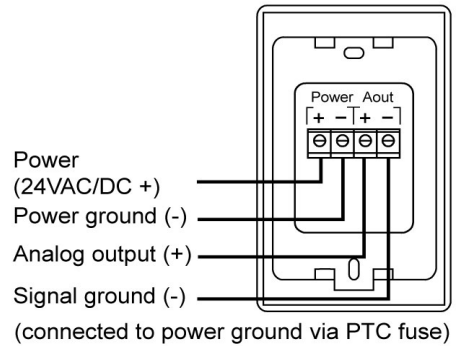 Power Aout
+ − + −
Power
(24VAC/DC +)
Power ground (-)
Analog output (+)
Signal ground (-)
(connected to power ground via PTC fuse)